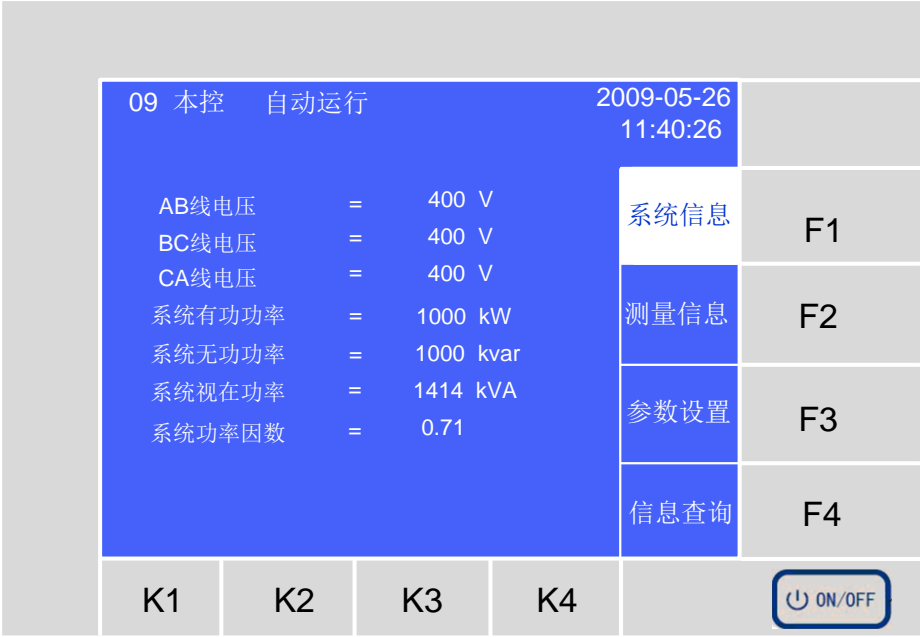 09 本控 自动运行 2009-05-26
11:40:26
AB线电压 = 400 V
BC线电压 = 400 V
CA线电压 = 400 V
系统有功功率 = 1000 kW
系统无功功率 = 1000 kvar
系统视在功率 = 1414 kVA
系统功率因数 = 0.71
系统信息 F1
测量信息 F2
参数设置 F3
信息查询 F4
K1 K2 K3 K4 ON/OFF